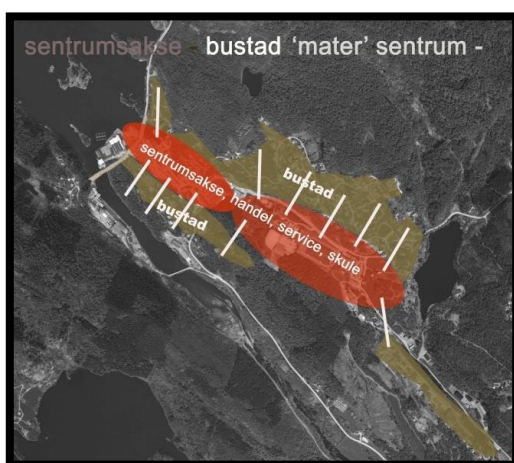 sentrumsakse - bustad ‘mater’ sentrum -
bustad
sentrumsakse, handel, service, skule
bustad